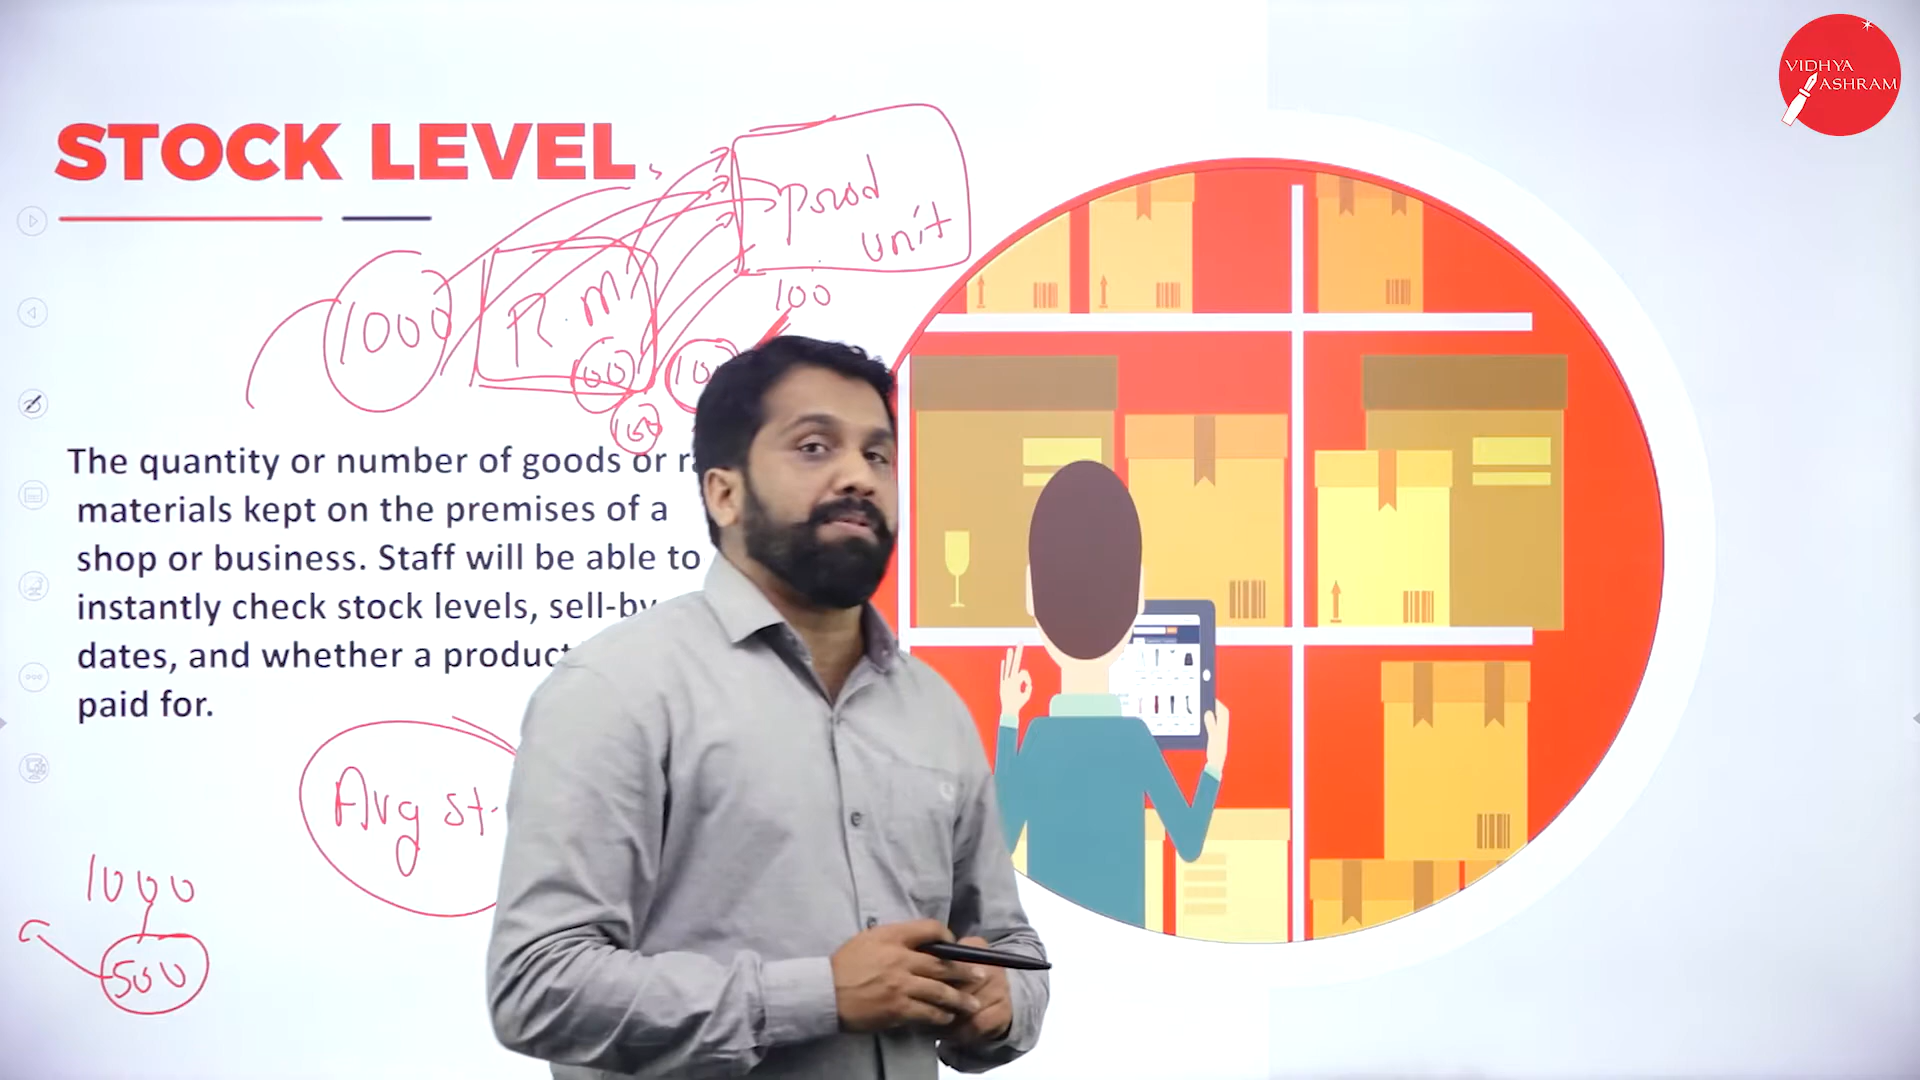 VIDHYA
ASHRAM
STOCK LEVEL
prod
unit
1000
R.M
100
100
The quantity or number of goods or
materials kept on the premises of a
shop or business. Staff will be able to
instantly check stock levels, sell-by
dates, and whether a product
paid for.
Avg st.
1000
500